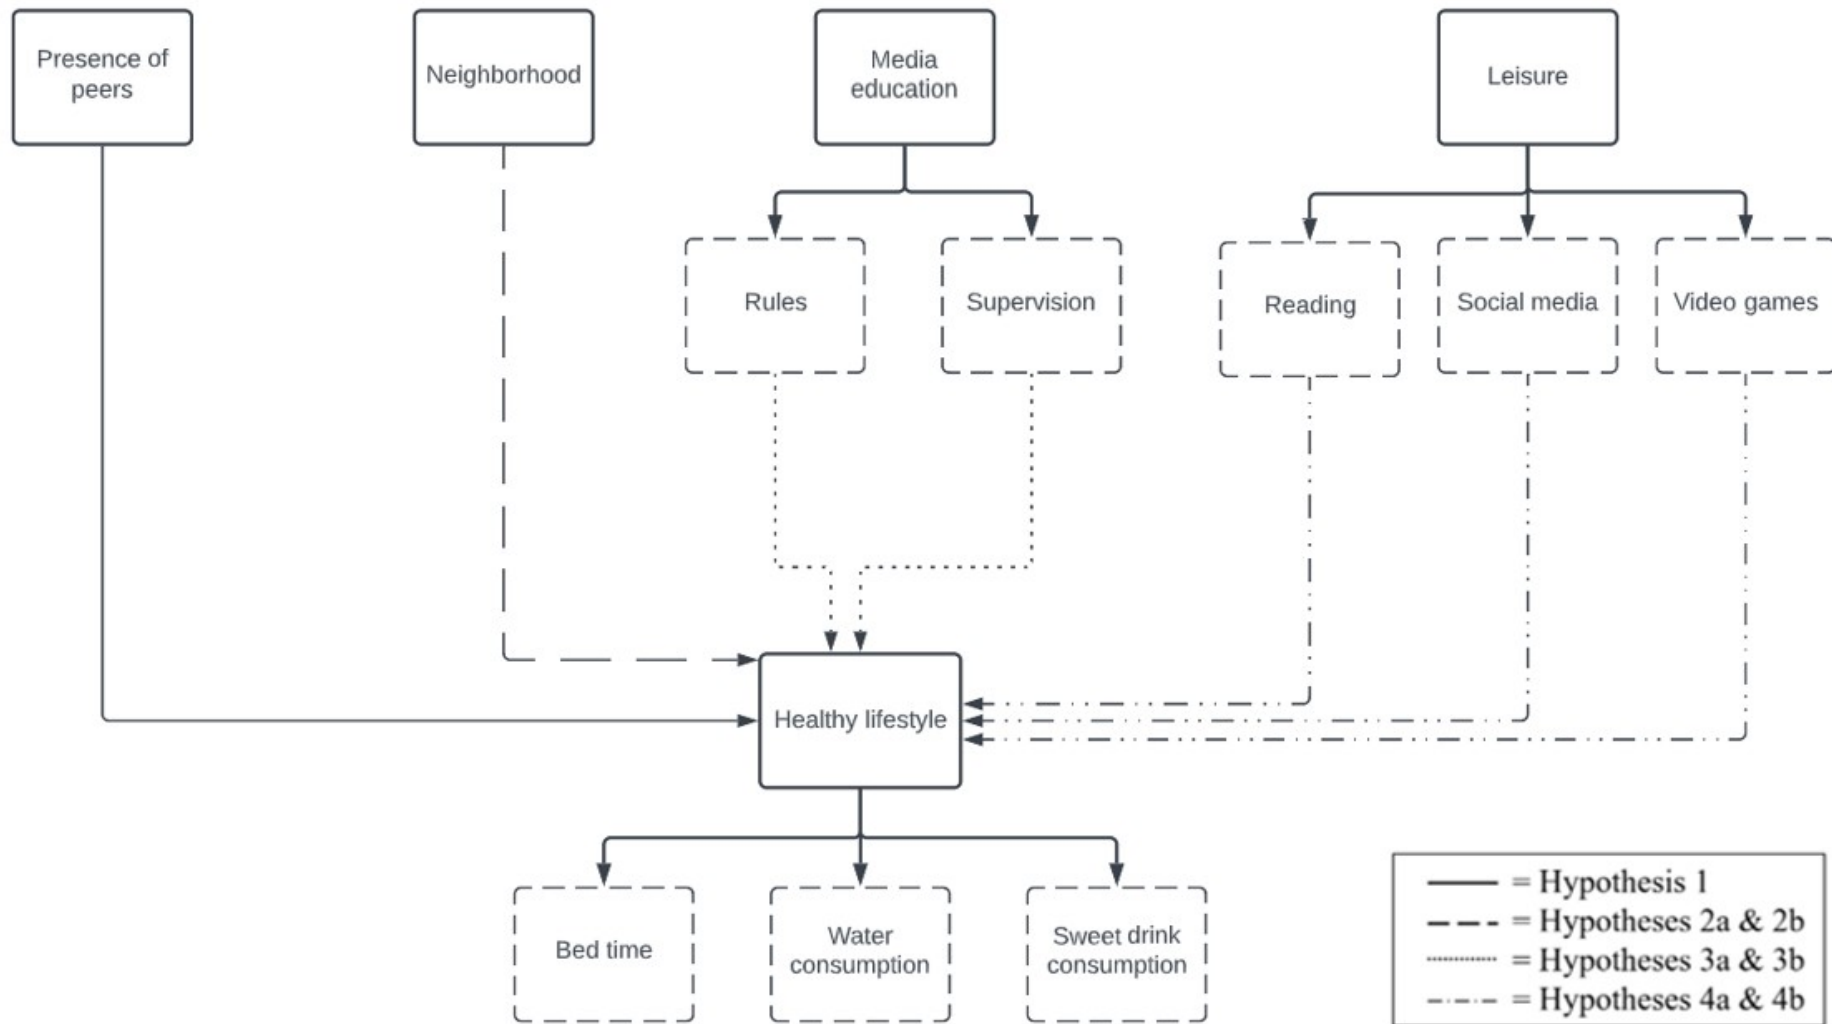 Presence of
peers
Neighborhood
Media
education
Leisure
Rules
Supervision
Reading
Social media
Video games
Healthy lifestyle
Bed time
Water
consumption
Sweet drink
consumption
= Hypothesis 1
= Hypotheses 2a & 2b
= Hypotheses 3a & 3b
= Hypotheses 4a & 4b